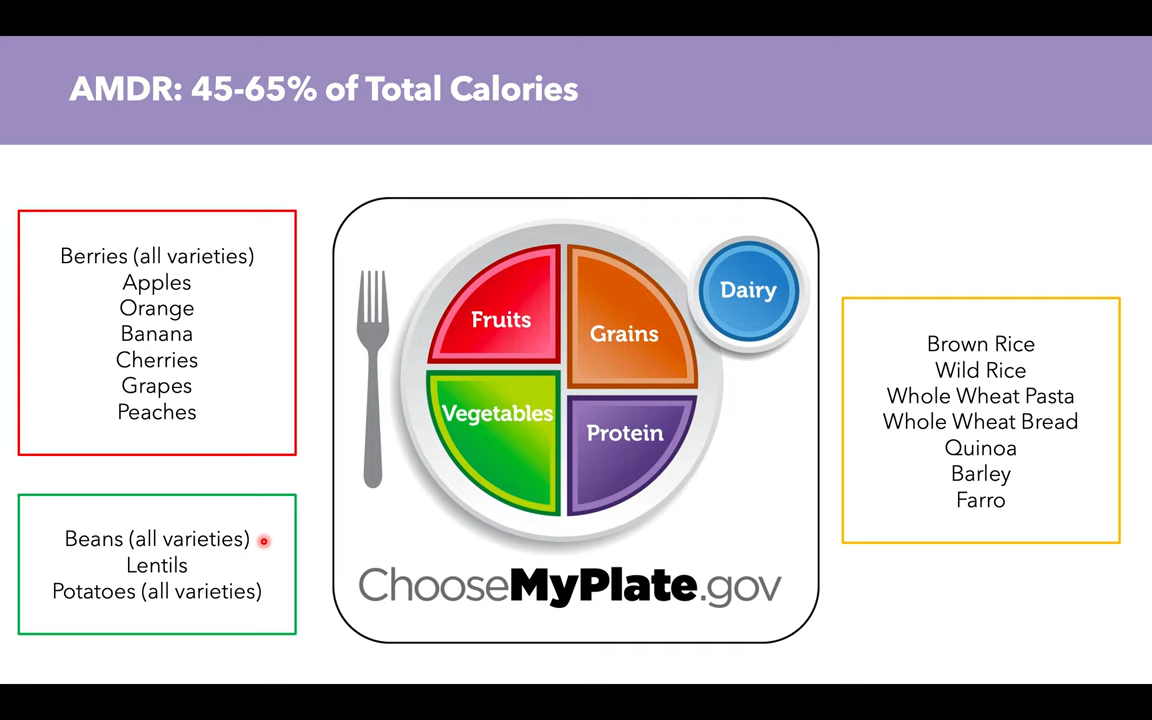 AMDR: 45-65% of Total Calories
Berries (all varieties)
Apples
Orange
Banana
Cherries
Grapes
Peaches
Beans (all varieties)
Lentils
Potatoes (all varieties)
Fruits
Grains
Dairy
Vegetables
Protein
ChooseMyPlate.gov
Brown Rice
Wild Rice
Whole Wheat Pasta
Whole Wheat Bread
Quinoa
Barley
Farro